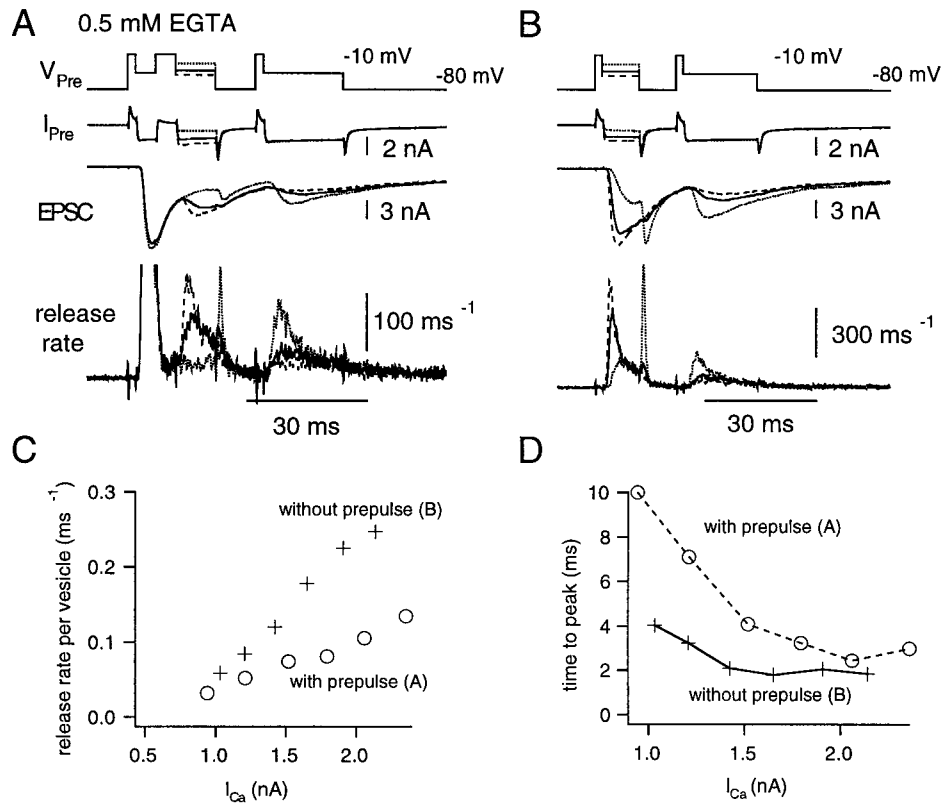 A 0.5 mM EGTA
V Pre
-10 mV
-80 mV
I Pre
2 nA
EPSC
3 nA
release rate
100 ms -1
30 ms
B
-10 mV
-80 mV
2 nA
3 nA
300 ms -1
30 ms
C
release rate per vesicle (ms -1)
0.3
0.2
0.1
0.0
without prepulse (B)
with prepulse (A)
0.5 1.0 1.5 2.0
I Ca (nA)
D
time to peak (ms)
10
8
6
4
2
0
with prepulse (A)
without prepulse (B)
1.0 1.5 2.0
I Ca (nA)